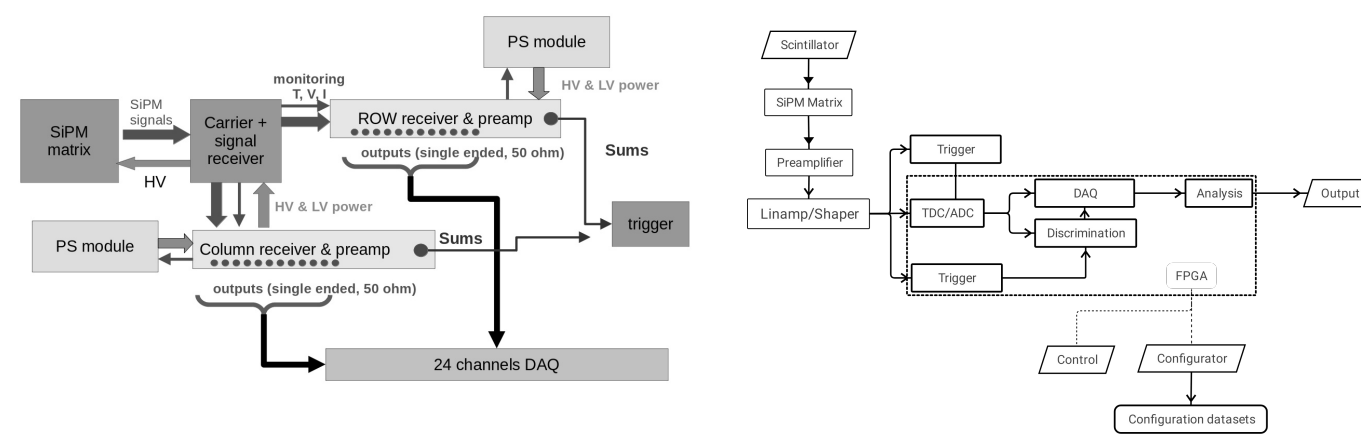 PS module
HV & LV power
monitoring
T, V, I
SiPM
signals
SiPM
matrix
Carrier +
signal
receiver
ROW receiver & preamp
outputs (single ended, 50 ohm)
Sums
HV
HV & LV power
trigger
PS module
Column receiver & preamp
Sums
outputs (single ended, 50 ohm)
24 channels DAQ
Scintillator
SiPM Matrix
Preamplifier
Linamp/Shaper
Trigger
TDC/ADC
DAQ
Analysis
Output
Discrimination
Trigger
FPGA
Control
Configurator
Configuration datasets